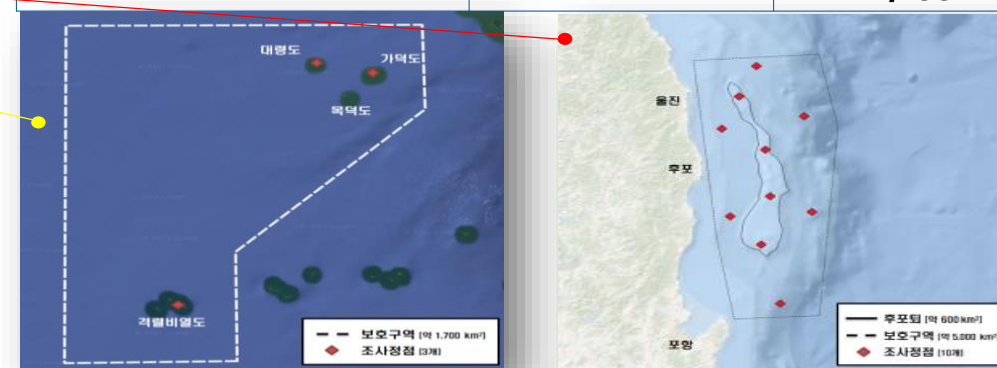 대령도
가덕도
목덕도
격렬비열도
보호구역 [약 1,700 km²]
조사정점 [3개]
울진
후포
포항
후포퇴 [약 600 km²]
보호구역 [약 5,000 km²]
조사정점 [10개]